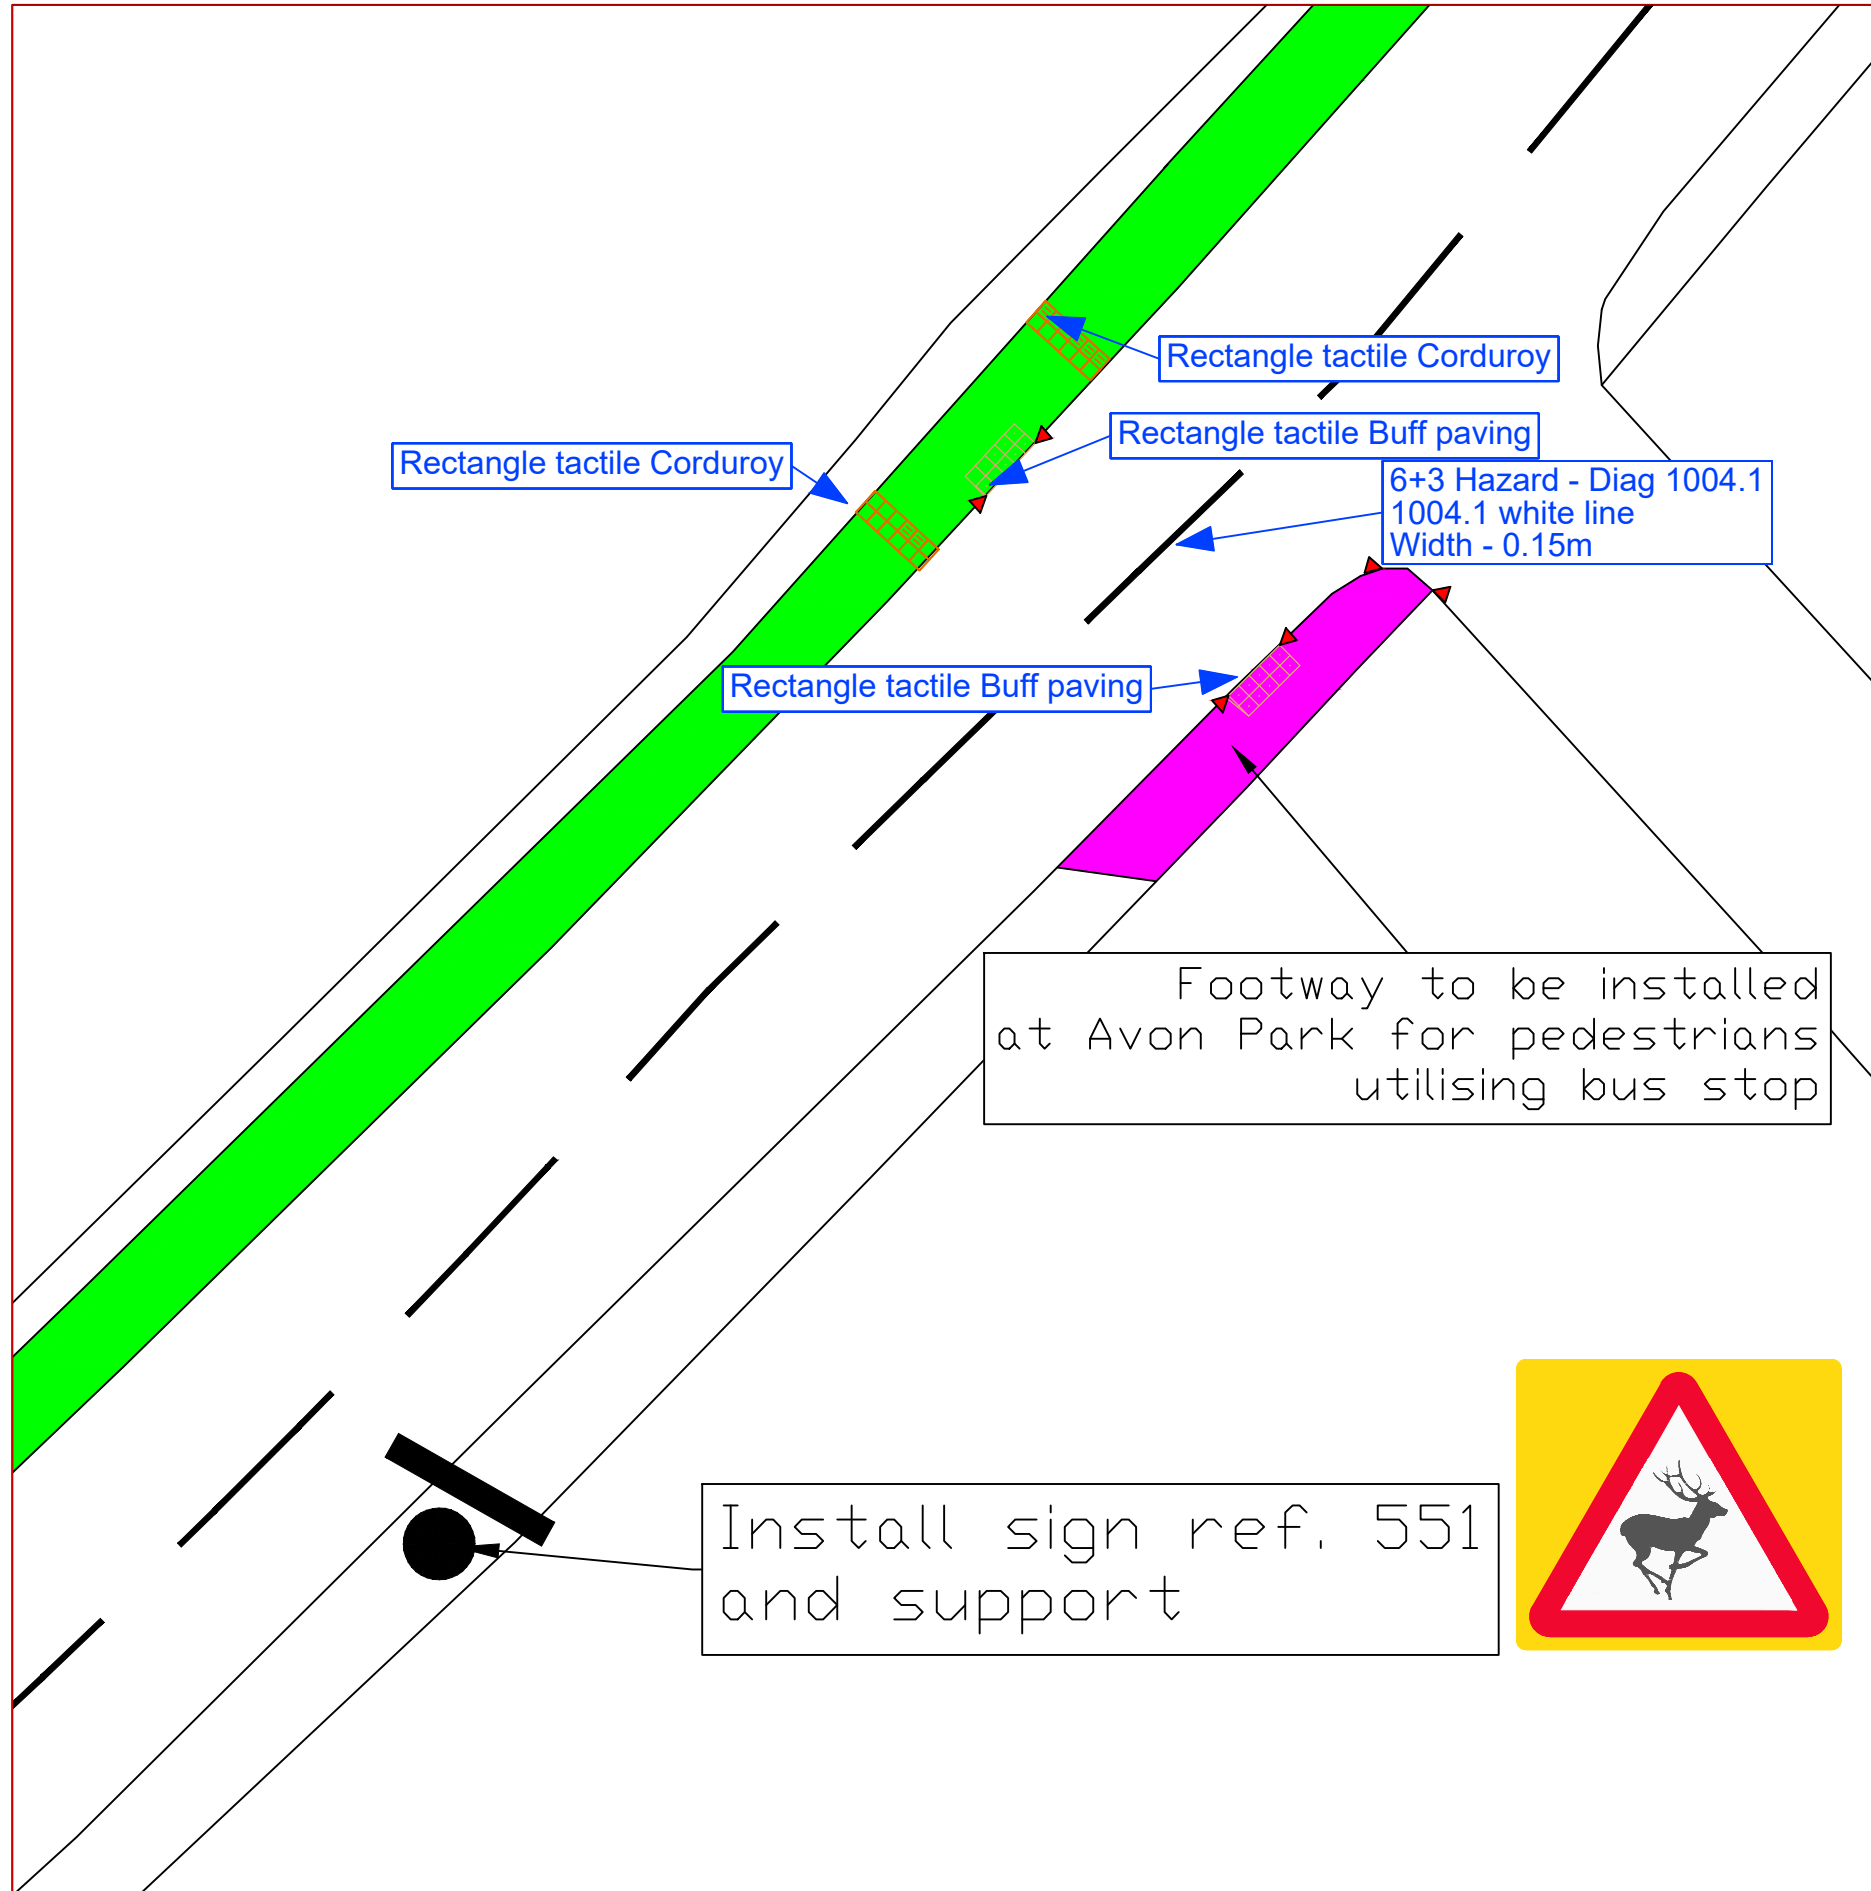 Rectangle tactile Corduroy
Rectangle tactile Buff paving
Rectangle tactile Corduroy
6+3 Hazard - Diag 1004.1
1004.1 white line
Width - 0.15m
Rectangle tactile Buff paving
Footway to be installed
at Avon Park for pedestrians
utilising bus stop
Install sign ref. 551
and support